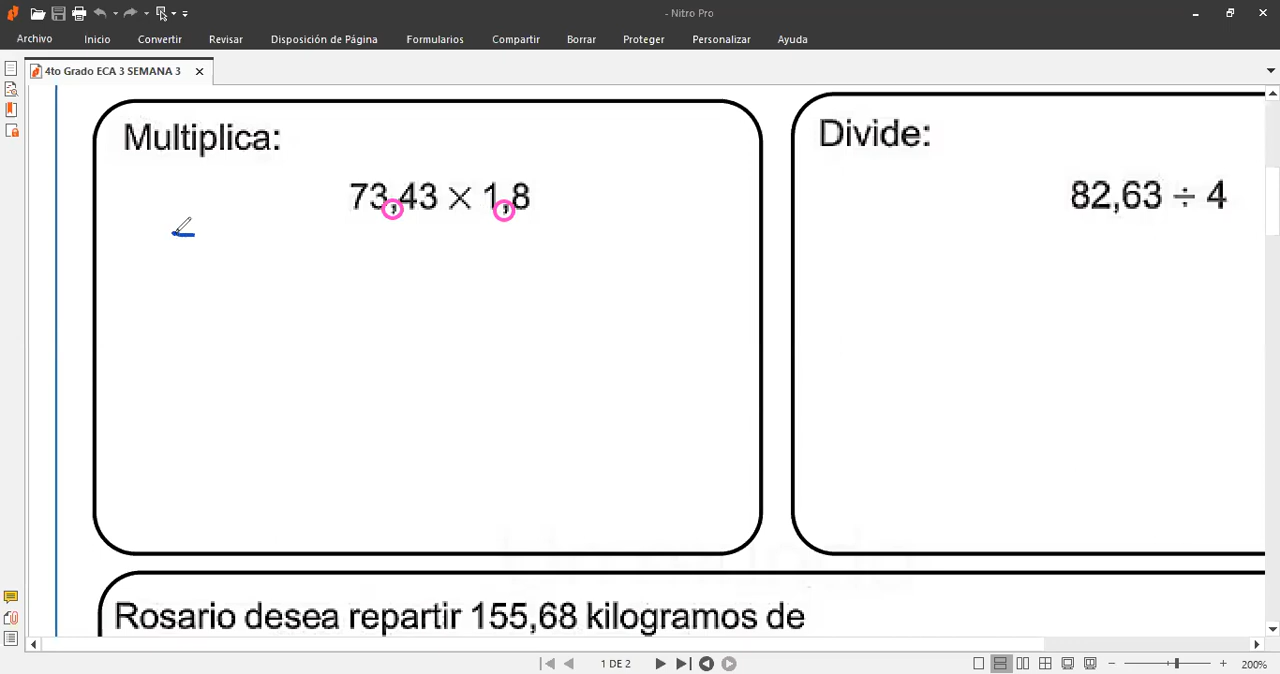 - Nitro Pro
Archivo Inicio Convertir Revisar Disposición de Página Formularios Compartir Borrar Proteger Personalizar Ayuda
4to Grado ECA 3 SEMANA 3
Multiplica:
73,43 × 1,8
Divide:
82,63 ÷ 4
Rosario desea repartir 155,68 kilogramos de
1 DE 2
200%